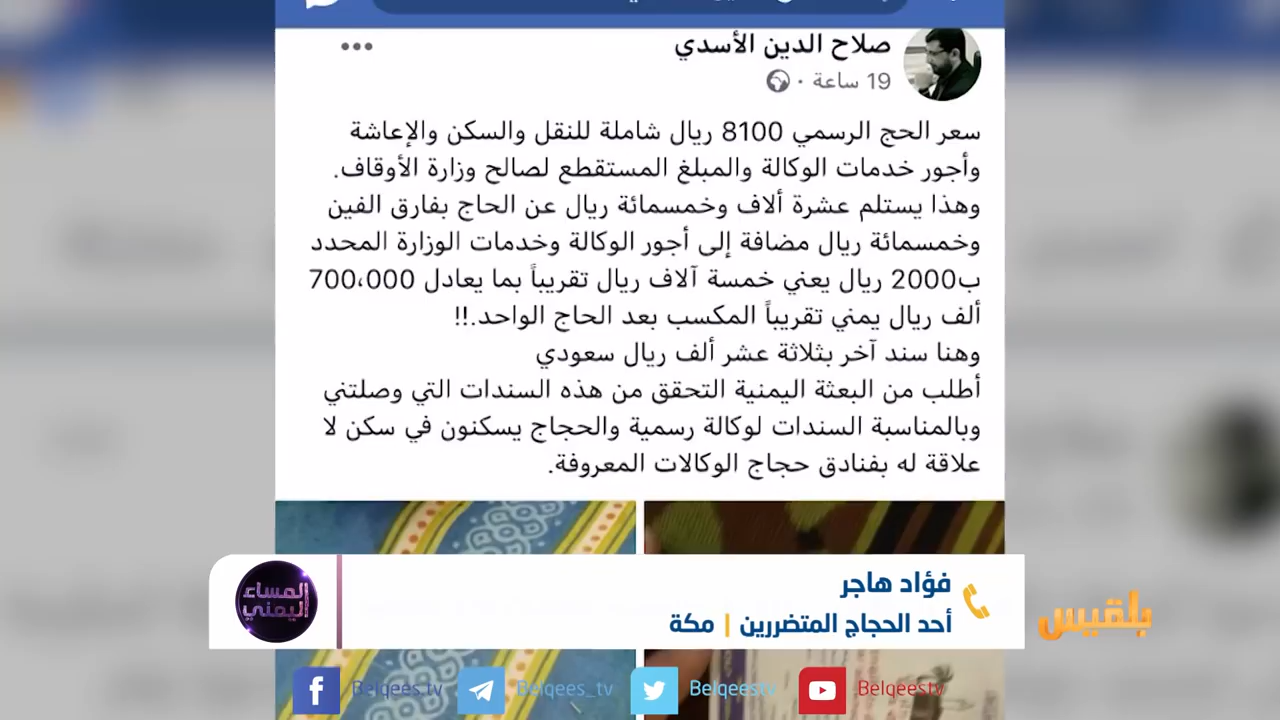 صلاح الدين الأسدي
19 ساعة ·
سعر الحج الرسمي 8100 ريال شاملة للنقل والسكن والإعاشة
وأجور خدمات الوكالة والمبلغ المستقطع لصالح وزارة الأوقاف.
وهذا يستلم عشرة ألاف وخمسمائة ريال عن الحاج بفارق الفين
وخمسمائة ريال مضافة إلى أجور الوكالة وخدمات الوزارة المحدد
ب2000 ريال يعني خمسة آلاف ريال تقريباً بما يعادل 700،000
ألف ريال يمني تقريباً المكسب بعد الحاج الواحد.!!
وهنا سند آخر بثلاثة عشر ألف ريال سعودي
أطلب من البعثة اليمنية التحقق من هذه السندات التي وصلتني
وبالمناسبة السندات لوكالة رسمية والحجاج يسكنون في سكن لا
علاقة له بفنادق حجاج الوكالات المعروفة.
فؤاد هاجر
أحد الحجاج المتضررين | مكة
المساء
اليمني
بلقيس
Belqees.tv
Belqees_tv
Belqeestv
Belqeestv